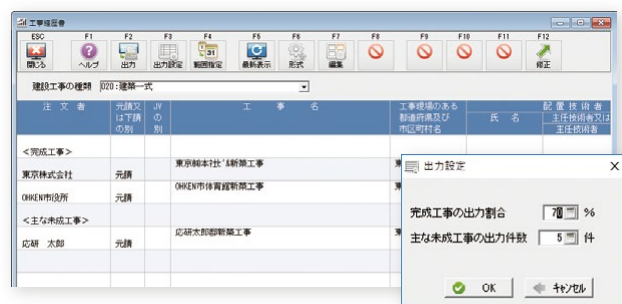 工事経歴書
ESC F1 F2 F3 F4 F5 F6 F7 F8 F9 F10 F11 F12
閉じる ヘルプ 出力 出力設定 範囲指定 最新表示 形式 編集 修正
建設工事の種類 020:建築一式
注文者 元請又は下請の別 JVの別 工事名 工事現場のある都道府県及び市区町村名 配置技術者
氏名 主任技術者又は
主任技術者
<完成工事>
東京株式会社 元請
OHKEN市役所 元請 OHKEN市体育館新築工事 東
<主な未成工事>
応研 太郎 元請 応研太郎邸新築工事 東
出力設定 X
完成工事の出力割合 70 %
主な未成工事の出力件数 5 件
OK キャンセル